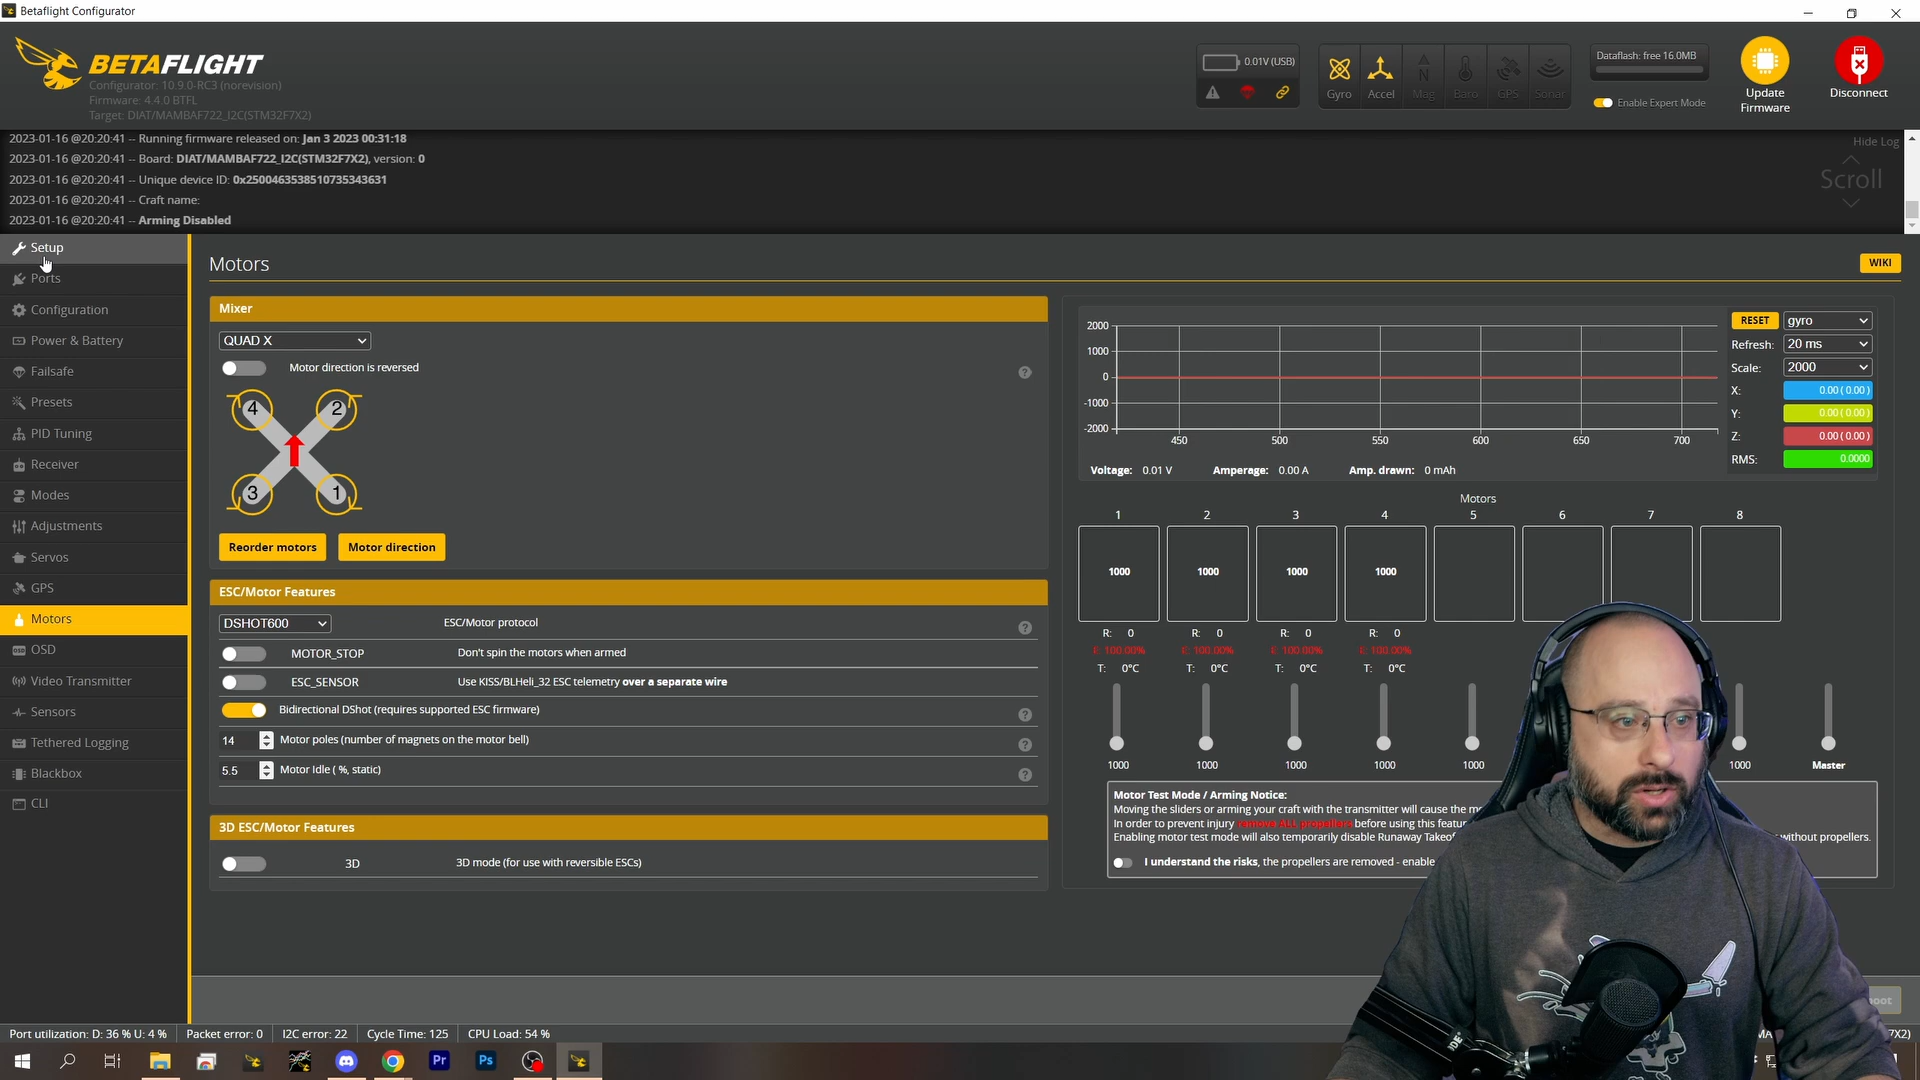 Betaflight Configurator
BETAFLIGHT
Configurator: 10.9.0-RC3 (norevision)
Firmware: 4.4.0 BTFL
Target: DIAT/MAMBAF722_I2C(STM32F7X2)
0.01V (USB)
Gyro
Accel
Mag
Baro
GPS
Sonar
Dataflash: free 16.0MB
Enable Expert Mode
Update
Firmware
Disconnect
2023-01-16 @20:20:41 -- Running firmware released on: Jan 3 2023 00:31:18
2023-01-16 @20:20:41 -- Board: DIAT/MAMBAF722_I2C(STM32F7X2), version: 0
2023-01-16 @20:20:41 -- Unique device ID: 0x2500463538510735343631
2023-01-16 @20:20:41 -- Craft name:
2023-01-16 @20:20:41 -- Arming Disabled
Hide Log
Scroll
Setup
Ports
Configuration
Power & Battery
Failsafe
Presets
PID Tuning
Receiver
Modes
Adjustments
Servos
GPS
Motors
OSD
Video Transmitter
Sensors
Tethered Logging
Blackbox
CLI
Motors
WIKI
Mixer
QUAD X
Motor direction is reversed
4 2
3 1
Reorder motors
Motor direction
ESC/Motor Features
DSHOT600 ESC/Motor protocol
MOTOR_STOP Don't spin the motors when armed
ESC_SENSOR Use KISS/BLHeli_32 ESC telemetry over a separate wire
Bidirectional DShot (requires supported ESC firmware)
14 Motor poles (number of magnets on the motor bell)
5.5 Motor Idle ( %, static)
3D ESC/Motor Features
3D 3D mode (for use with reversible ESCs)
2000
1000
0
-1000
-2000
450 500 550 600 650 700
RESET gyro
Refresh: 20 ms
Scale: 2000
X: 0.00 ( 0.00 )
Y: 0.00 ( 0.00 )
Z: 0.00 ( 0.00 )
RMS: 0.0000
Voltage: 0.01 V Amperage: 0.00 A Amp. drawn: 0 mAh
Motors
1 2 3 4 5 6 7 8
1000 1000 1000 1000
R: 0 R: 0 R: 0 R: 0
E: 100.00% E: 100.00% E: 100.00% E: 100.00%
T: 0°C T: 0°C T: 0°C T: 0°C
1000 1000 1000 1000 1000 1000 Master
Motor Test Mode / Arming Notice:
Moving the sliders or arming your craft with the transmitter will cause the
In order to prevent injury remove ALL propellers before using this
Enabling motor test mode will also temporarily disable Runaway without propellers.
I understand the risks, the propellers are removed - enable
Port utilization: D: 36 % U: 4 %
Packet error: 0
I2C error: 22
Cycle Time: 125
CPU Load: 54 %
Pr
Ps